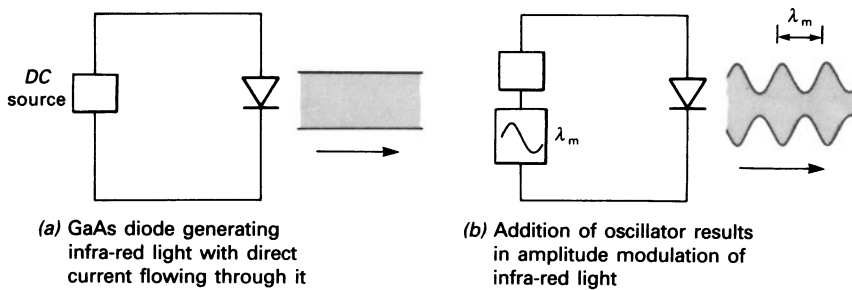 DC
source
λm
λm
(a) GaAs diode generating
infra-red light with direct
current flowing through it
(b) Addition of oscillator results
in amplitude modulation of
infra-red light